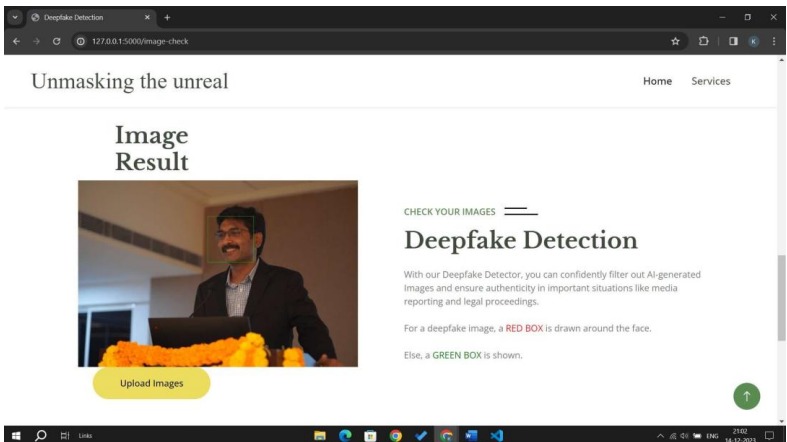 Deepfake Detection
127.0.0.1:5000/image-check
Unmasking the unreal
Home Services
Image
Result
CHECK YOUR IMAGES
Deepfake Detection
With our Deepfake Detector, you can confidently filter out AI-generated
Images and ensure authenticity in important situations like media
reporting and legal proceedings.
For a deepfake image, a RED BOX is drawn around the face.
Else, a GREEN BOX is shown.
Upload Images
Links
ENG
21:02
14-12-2023